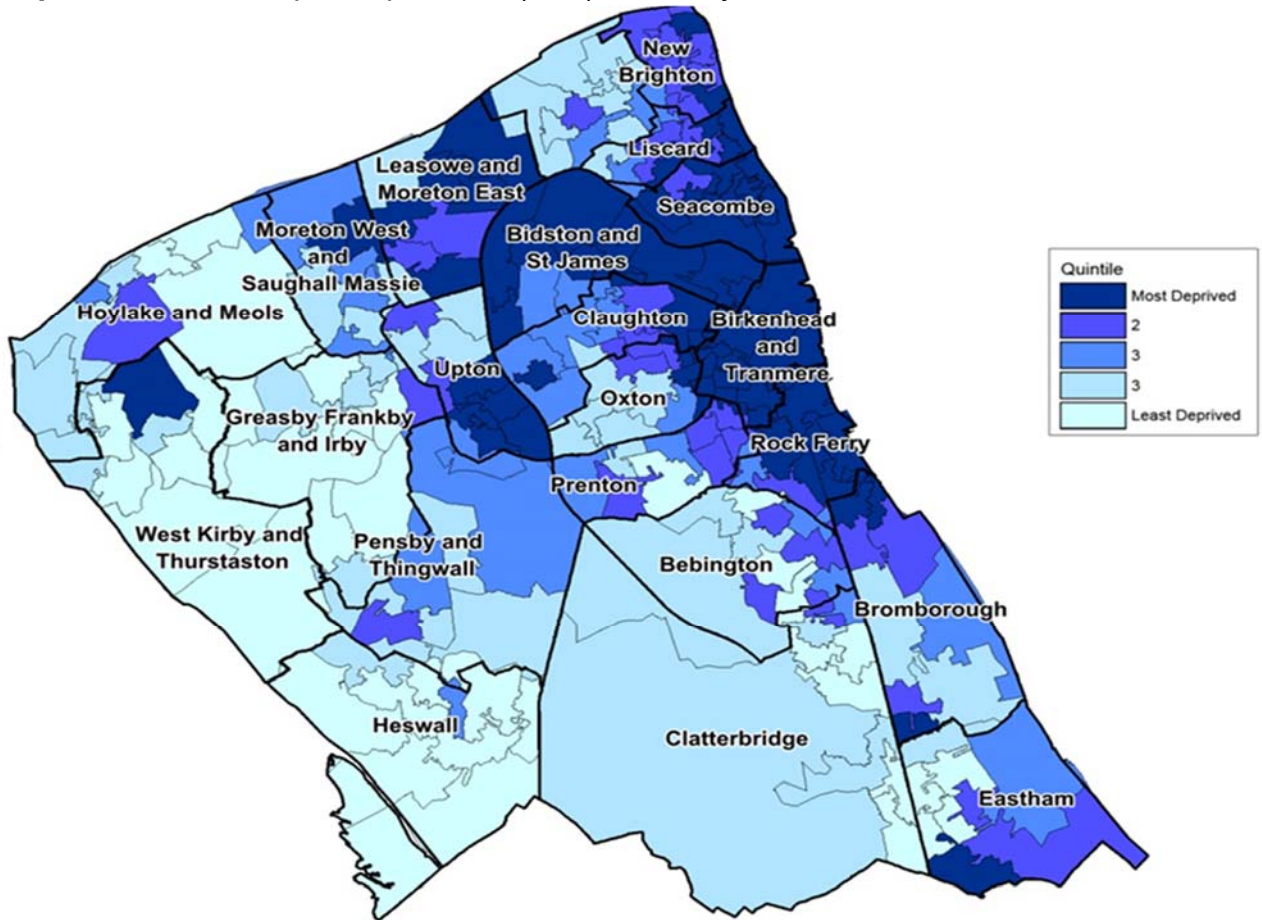 New
Brighton
Liscard
Leasowe and
Moreton East
Seacombe
Moreton West
and
Saughall Massie
Bidston and
St James
Hoylake and Meols
Claughton
Birkenhead
and
Tranmere
Upton
Oxton
Greasby Frankby
and Irby
Rock Ferry
Prenton
West Kirby and
Thurstaston
Pensby and
Thingwall
Bebington
Bromborough
Heswall
Clatterbridge
Eastham
Quintile
Most Deprived
2
3
3
Least Deprived